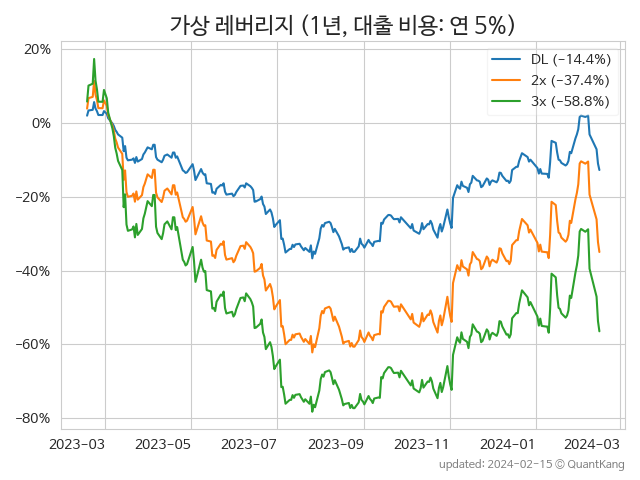 가상 레버리지 (1년, 대출 비용: 연 5%)
20%
0%
−20%
−40%
−60%
−80%
DL (−14.4%)
2x (−37.4%)
3x (−58.8%)
2023−03 2023−05 2023−07 2023−09 2023−11 2024−01 2024−03
updated: 2024−02−15 ⓒ QuantKang